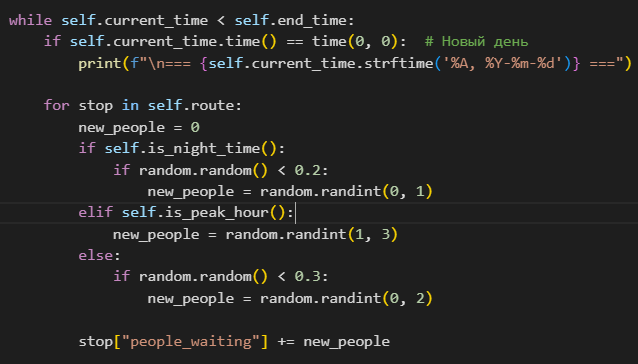 while self.current_time < self.end_time:
    if self.current_time.time() == time(0, 0):  # Новый день
        print(f"\n=== {self.current_time.strftime('%A, %Y-%m-%d')} ===")

    for stop in self.route:
        new_people = 0
        if self.is_night_time():
            if random.random() < 0.2:
                new_people = random.randint(0, 1)
        elif self.is_peak_hour():
            new_people = random.randint(1, 3)
        else:
            if random.random() < 0.3:
                new_people = random.randint(0, 2)

        stop["people_waiting"] += new_people